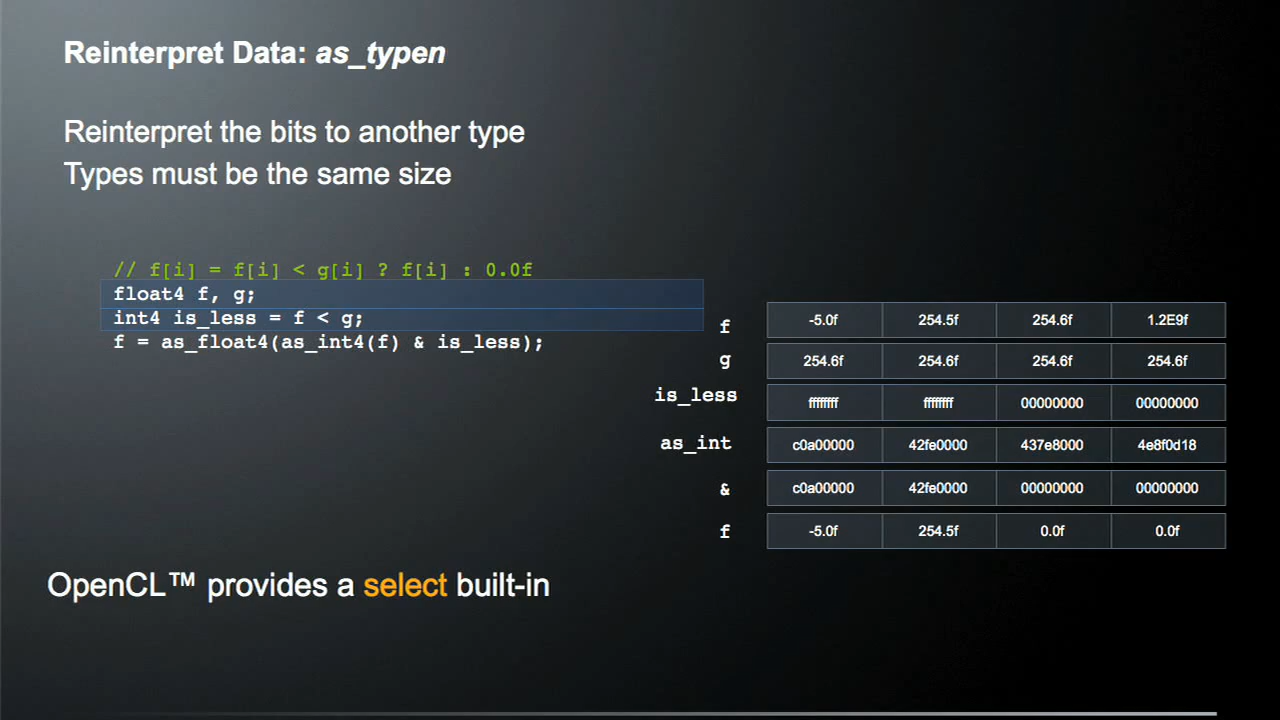 Reinterpret Data: as_typen
Reinterpret the bits to another type
Types must be the same size
// f[i] = f[i] < g[i] ? f[i] : 0.0f
float4 f, g;
int4 is_less = f < g;
f = as_float4(as_int4(f) & is_less);
f -5.0f 254.5f 254.6f 1.2E9f
g 254.6f 254.6f 254.6f 254.6f
is_less ffffffff ffffffff 00000000 00000000
as_int c0a00000 42fe0000 437e8000 4e8f0d18
& c0a00000 42fe0000 00000000 00000000
f -5.0f 254.5f 0.0f 0.0f
OpenCL™ provides a select built-in